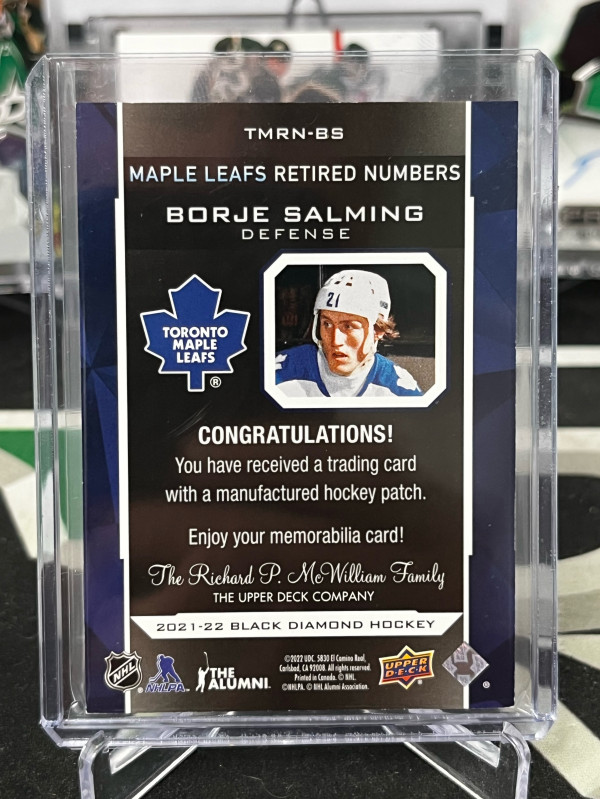 TMRN-BS
MAPLE LEAFS RETIRED NUMBERS
BORJE SALMING
DEFENSE
21
TORONTO
MAPLE
LEAFS
®
CONGRATULATIONS!
You have received a trading card
with a manufactured hockey patch.
Enjoy your memorabilia card!
The Richard P. McWilliam Family
THE UPPER DECK COMPANY
2021-22 BLACK DIAMOND HOCKEY
NHL
NHLPA
THE
ALUMNI
©2022 UDC. 5830 El Camino Real,
Carlsbad, CA 92008. All rights reserved.
Printed in Canada. © NHL.
©NHLPA. © NHL Alumni Association.
UPPER
DECK
®